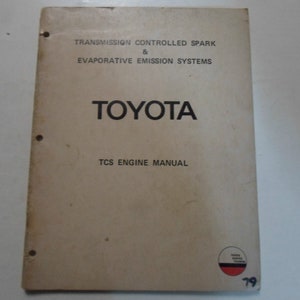 TRANSMISSION CONTROLLED SPARK
&
EVAPORATIVE EMISSION SYSTEMS
TOYOTA
TCS ENGINE MANUAL
79